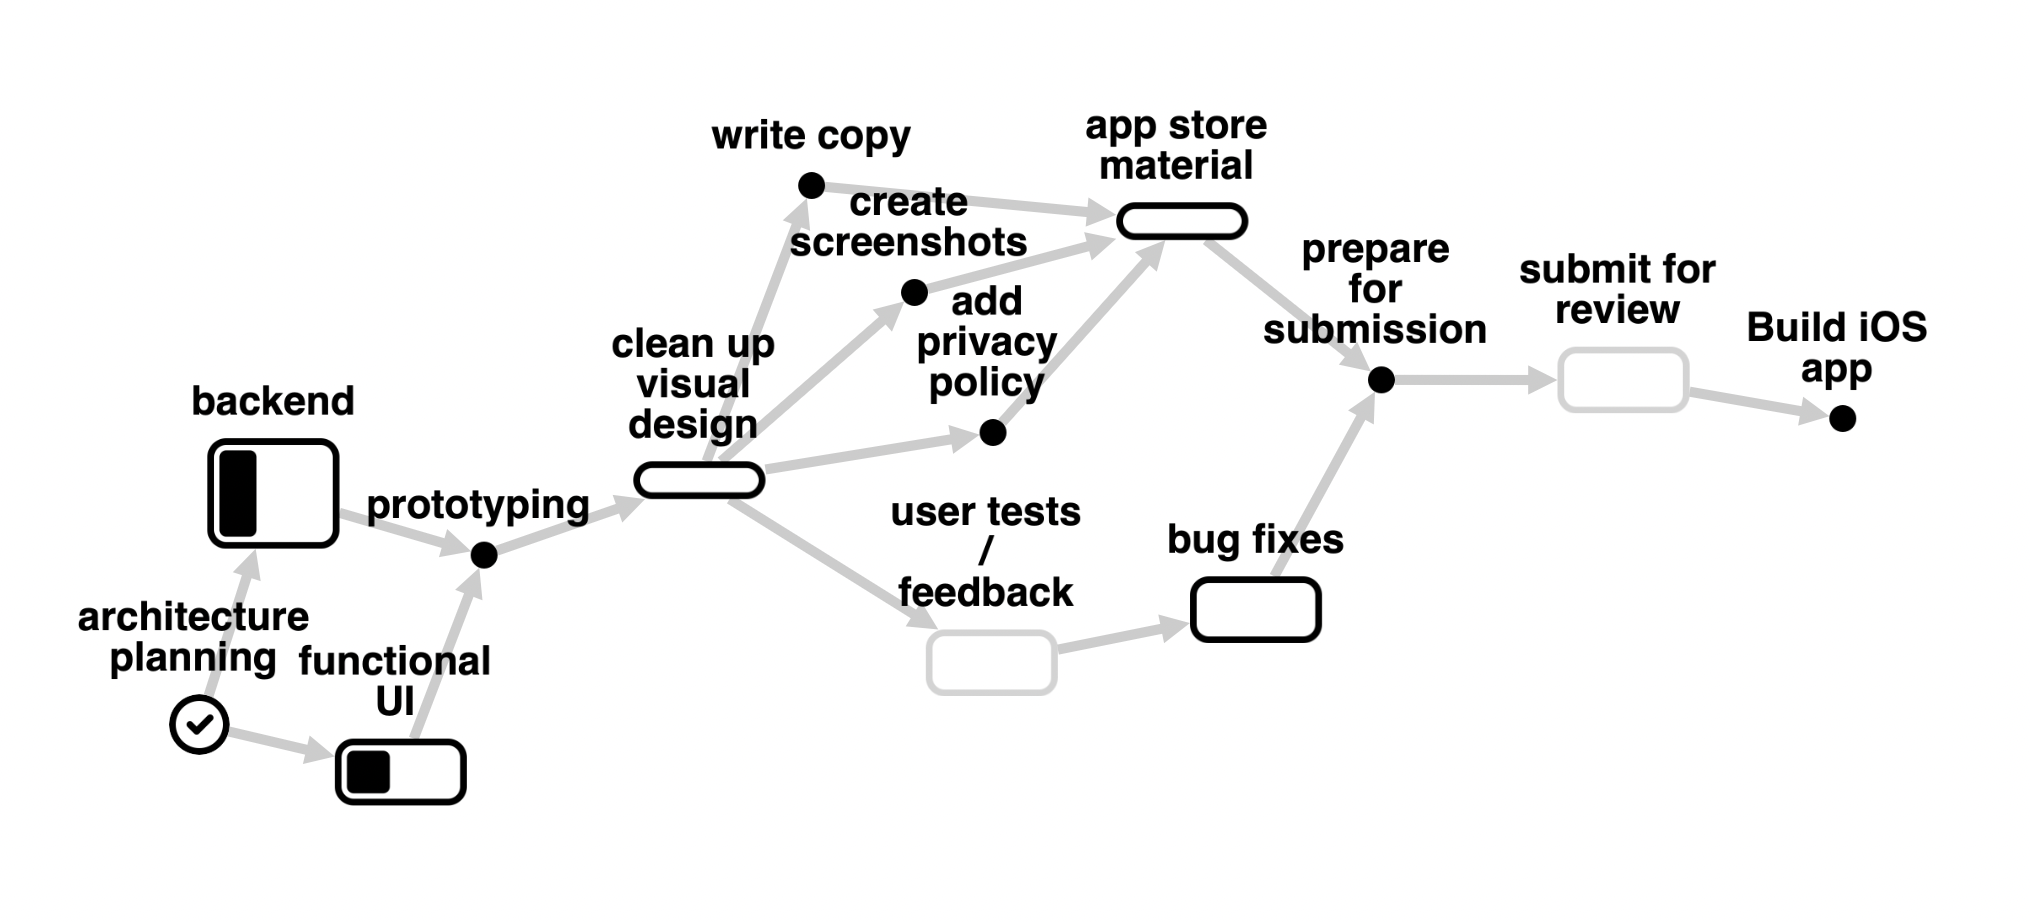 write copy
app store
material
create
screenshots
prepare
for
submission
submit for
review
add
privacy
policy
Build iOS
app
clean up
visual
design
backend
prototyping
user tests
/
feedback
bug fixes
architecture
planning
functional
UI